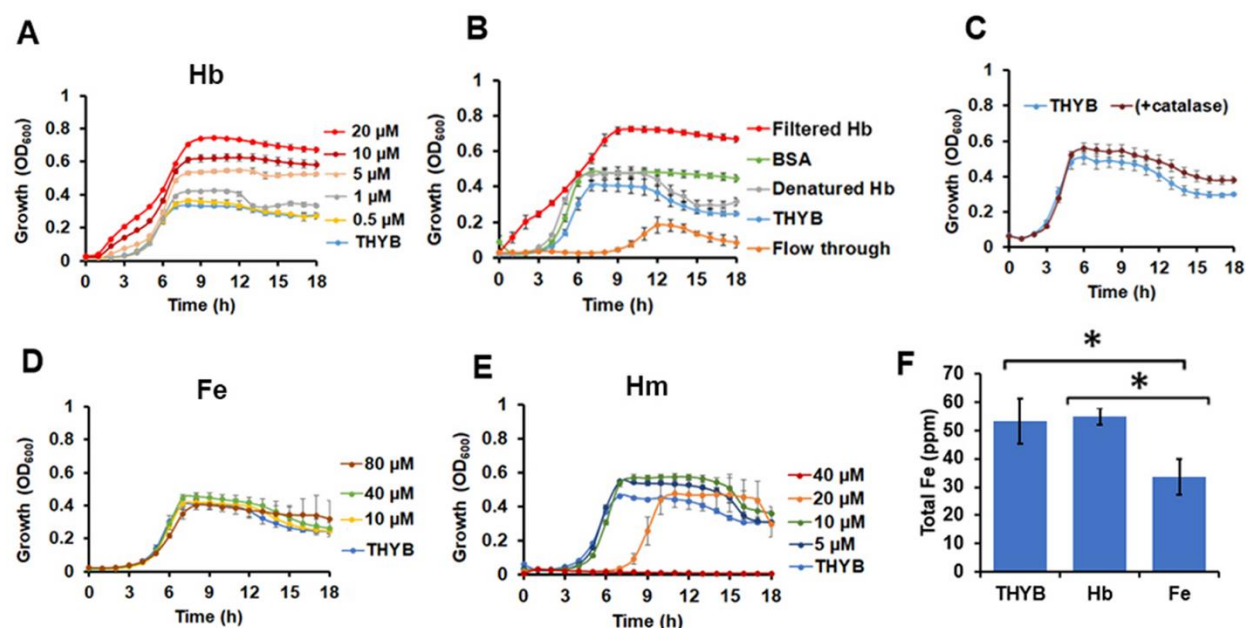 A
Hb
Growth (OD600)
1
0.8
0.6
0.4
0.2
0
0 3 6 9 12 15 18
Time (h)
20 µM
10 µM
5 µM
1 µM
0.5 µM
THYB
B
Growth (OD600)
1
0.8
0.6
0.4
0.2
0
0 3 6 9 12 15 18
Time (h)
Filtered Hb
BSA
Denatured Hb
THYB
Flow through
C
THYB (+catalase)
Growth (OD600)
1
0.8
0.6
0.4
0.2
0
0 3 6 9 12 15 18
Time (h)
D
Fe
Growth (OD600)
1
0.8
0.6
0.4
0.2
0
0 3 6 9 12 15 18
Time (h)
80 µM
40 µM
10 µM
THYB
E
Hm
Growth (OD600)
1
0.8
0.6
0.4
0.2
0
0 3 6 9 12 15 18
Time (h)
40 µM
20 µM
10 µM
5 µM
THYB
F
*
*
Total Fe (ppm)
70
60
50
40
30
20
10
0
THYB Hb Fe